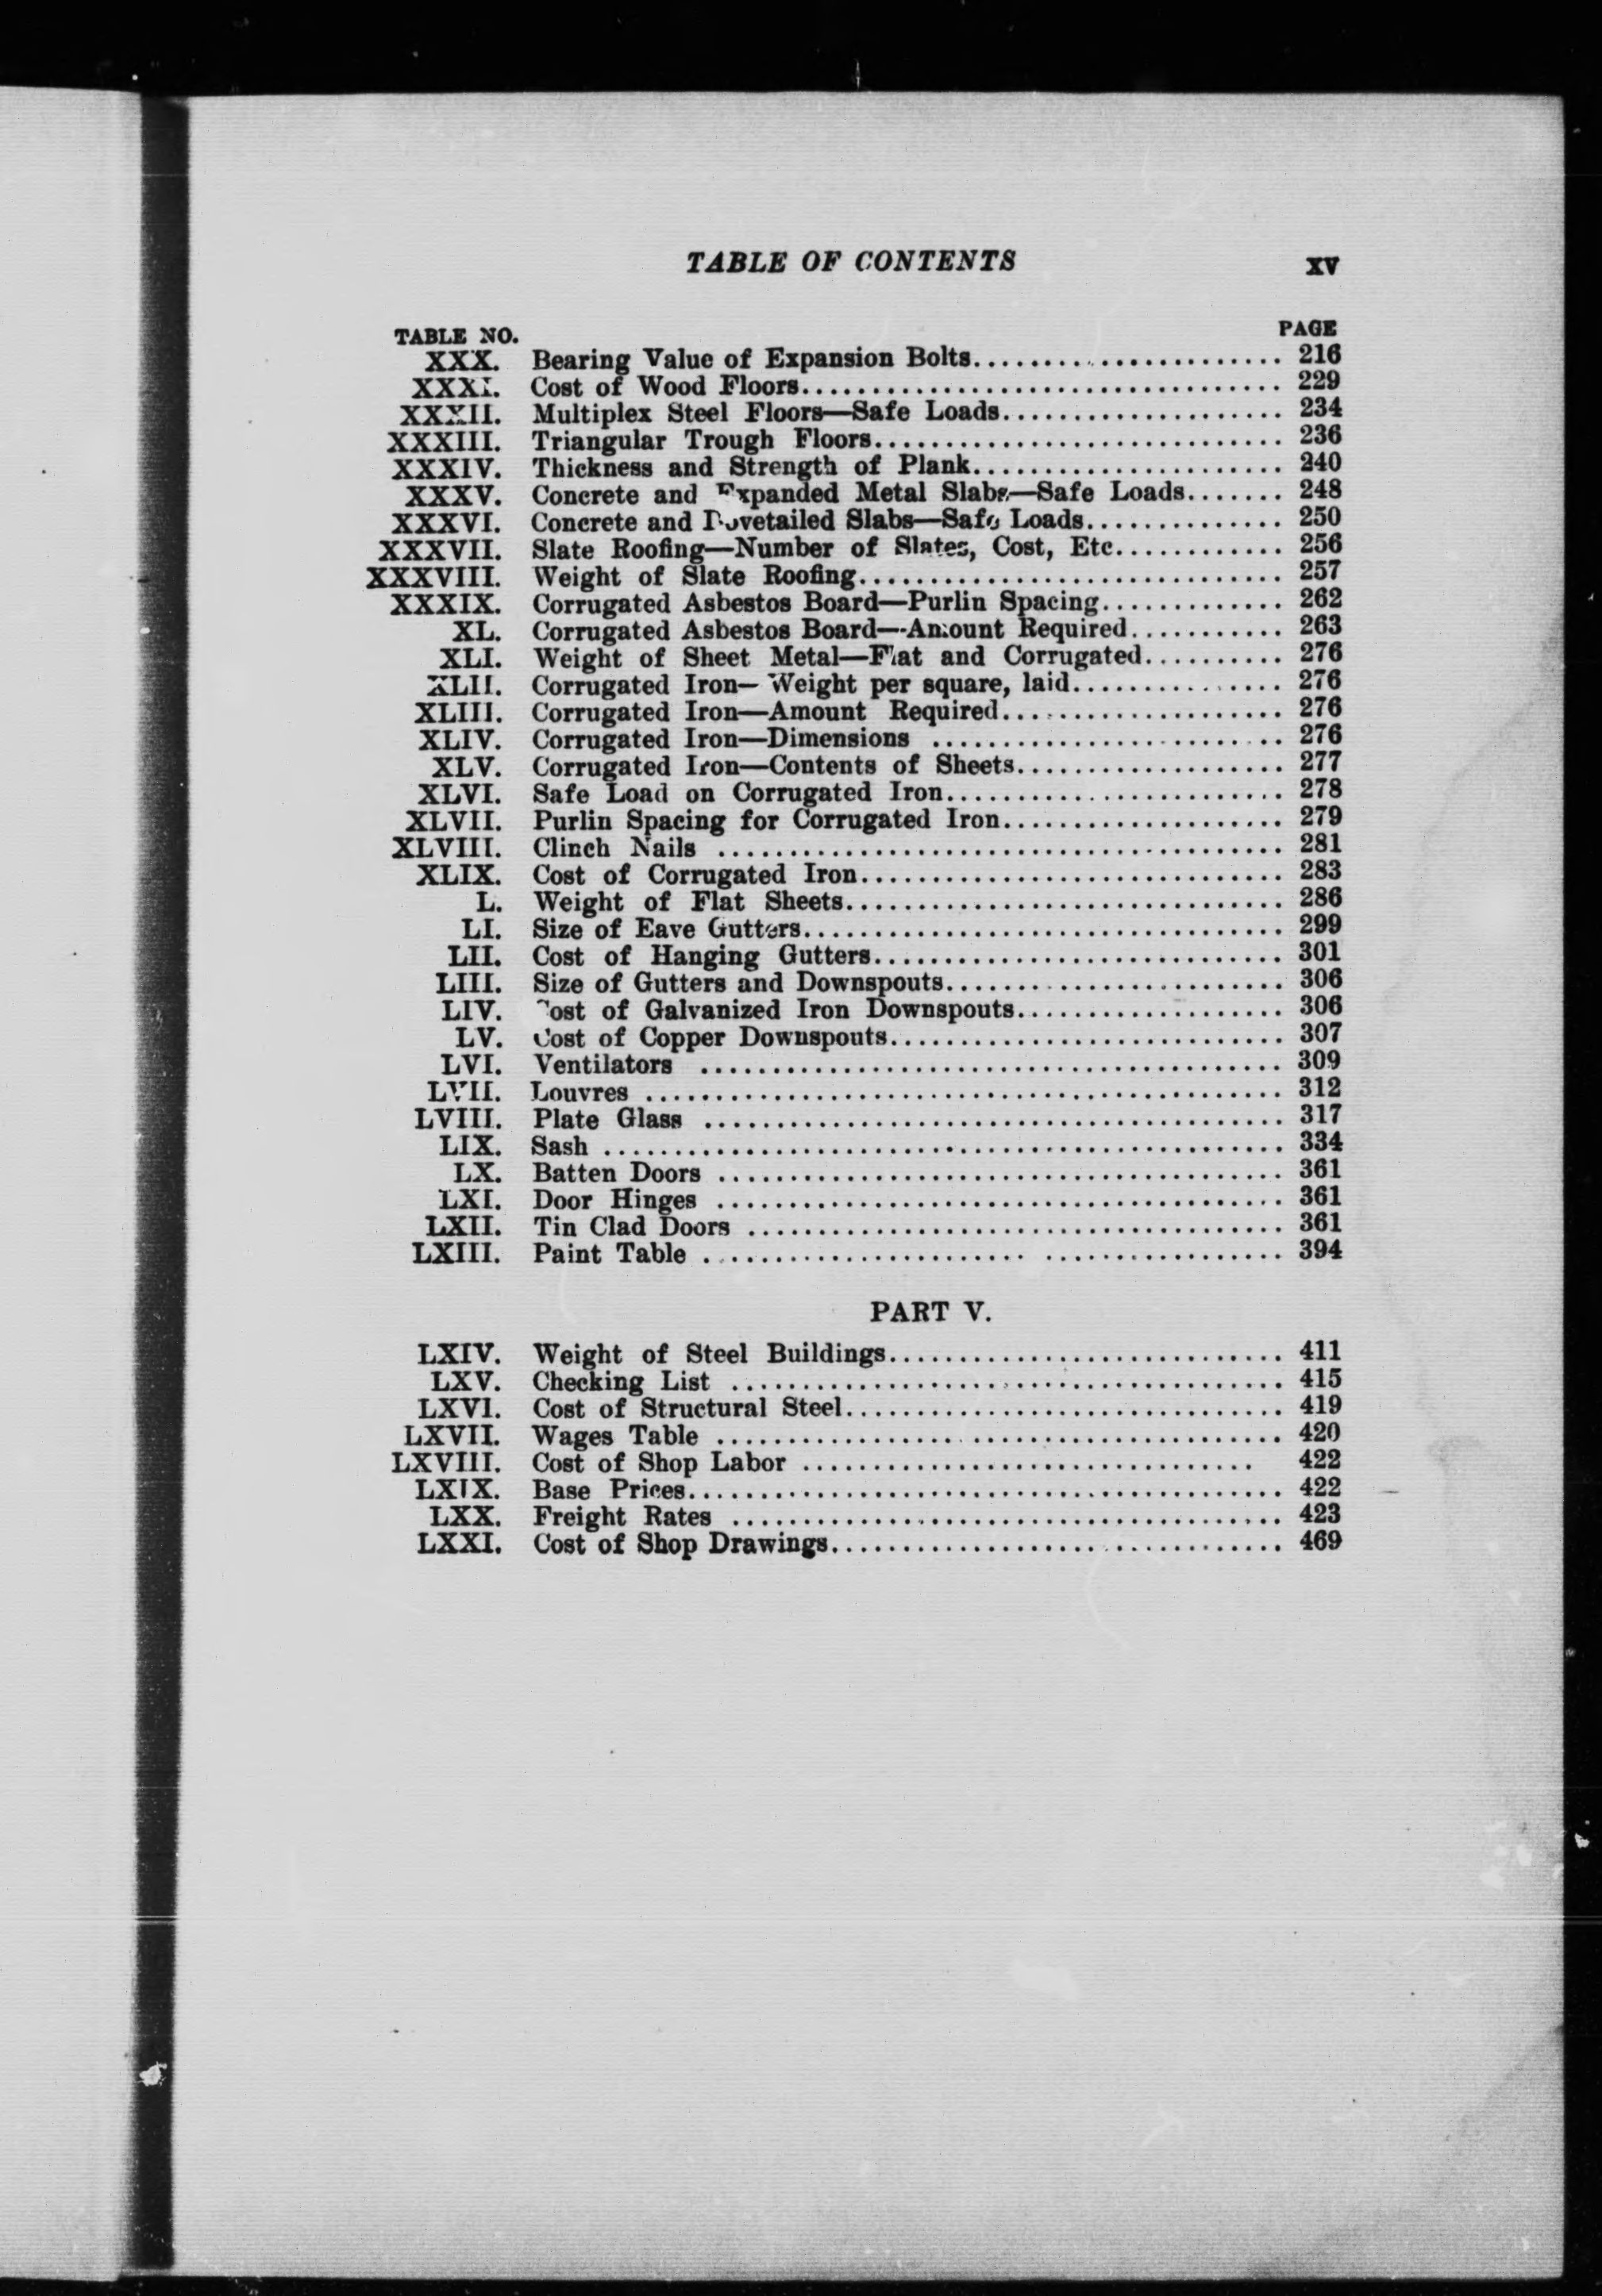 TABLE OF CONTENTS xv
TABLE NO. PAGE
XXX. Bearing Value of Expansion Bolts........................ 216
XXXI. Cost of Wood Floors.................................. 229
XXXII. Multiplex Steel Floors—Safe Loads.................... 234
XXXIII. Triangular Trough Floors............................. 236
XXXIV. Thickness and Strength of Plank...................... 240
XXXV. Concrete and Expanded Metal Slabs—Safe Loads....... 248
XXXVI. Concrete and Dovetailed Slabs—Safe Loads.............. 250
XXXVII. Slate Roofing—Number of Slates, Cost, Etc............ 256
XXXVIII. Weight of Slate Roofing.............................. 257
XXXIX. Corrugated Asbestos Board—Purlin Spacing............. 262
XL. Corrugated Asbestos Board—Amount Required........... 263
XLI. Weight of Sheet Metal—Flat and Corrugated.......... 276
XLII. Corrugated Iron—Weight per square, laid............... 276
XLIII. Corrugated Iron—Amount Required.................... 276
XLIV. Corrugated Iron—Dimensions ......................... 276
XLV. Corrugated Iron—Contents of Sheets................... 277
XLVI. Safe Load on Corrugated Iron........................ 278
XLVII. Purlin Spacing for Corrugated Iron.................... 279
XLVIII. Clinch Nails ........................................ 281
XLIX. Cost of Corrugated Iron.............................. 283
L. Weight of Flat Sheets............................... 286
LI. Size of Eave Gutters.................................. 299
LII. Cost of Hanging Gutters............................. 301
LIII. Size of Gutters and Downspouts........................ 306
LIV. Cost of Galvanized Iron Downspouts................... 306
LV. Cost of Copper Downspouts............................ 307
LVI. Ventilators ......................................... 309
LVII. Louvres ............................................. 312
LVIII. Plate Glass ......................................... 317
LIX. Sash ................................................ 334
LX. Batten Doors ........................................ 361
LXI. Door Hinges ........................................ 361
LXII. Tin Clad Doors ...................................... 361
LXIII. Paint Table ........................................ 394
PART V.
LXIV. Weight of Steel Buildings............................ 411
LXV. Checking List ....................................... 415
LXVI. Cost of Structural Steel............................... 419
LXVII. Wages Table ........................................ 420
LXVIII. Cost of Shop Labor ................................ 422
LXIX. Base Prices.......................................... 422
LXX. Freight Rates ....................................... 423
LXXI. Cost of Shop Drawings................................ 469